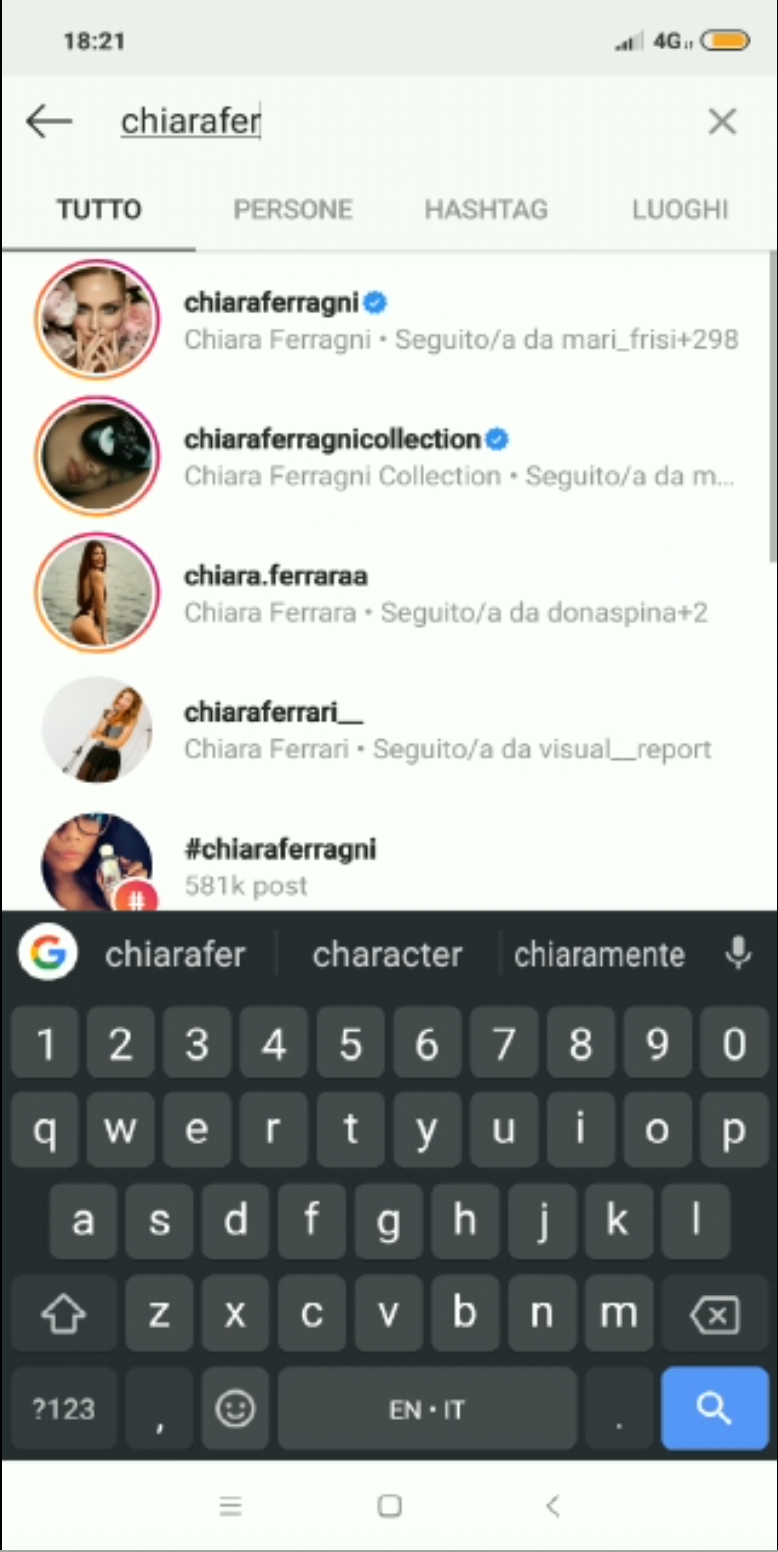 18:21 4G
chiarafer
TUTTO PERSONE HASHTAG LUOGHI
chiaraferragni
Chiara Ferragni • Seguito/a da mari_frisi+298
chiaraferragnicollection
Chiara Ferragni Collection • Seguito/a da m...
chiara.ferraraa
Chiara Ferrara • Seguito/a da donaspina+2
chiaraferrari__
Chiara Ferrari • Seguito/a da visual__report
#chiaraferragni
581k post
#
G chiarafer character chiaramente
1 2 3 4 5 6 7 8 9 0
q w e r t y u i o p
a s d f g h j k l
z x c v b n m
?123 , EN • IT .